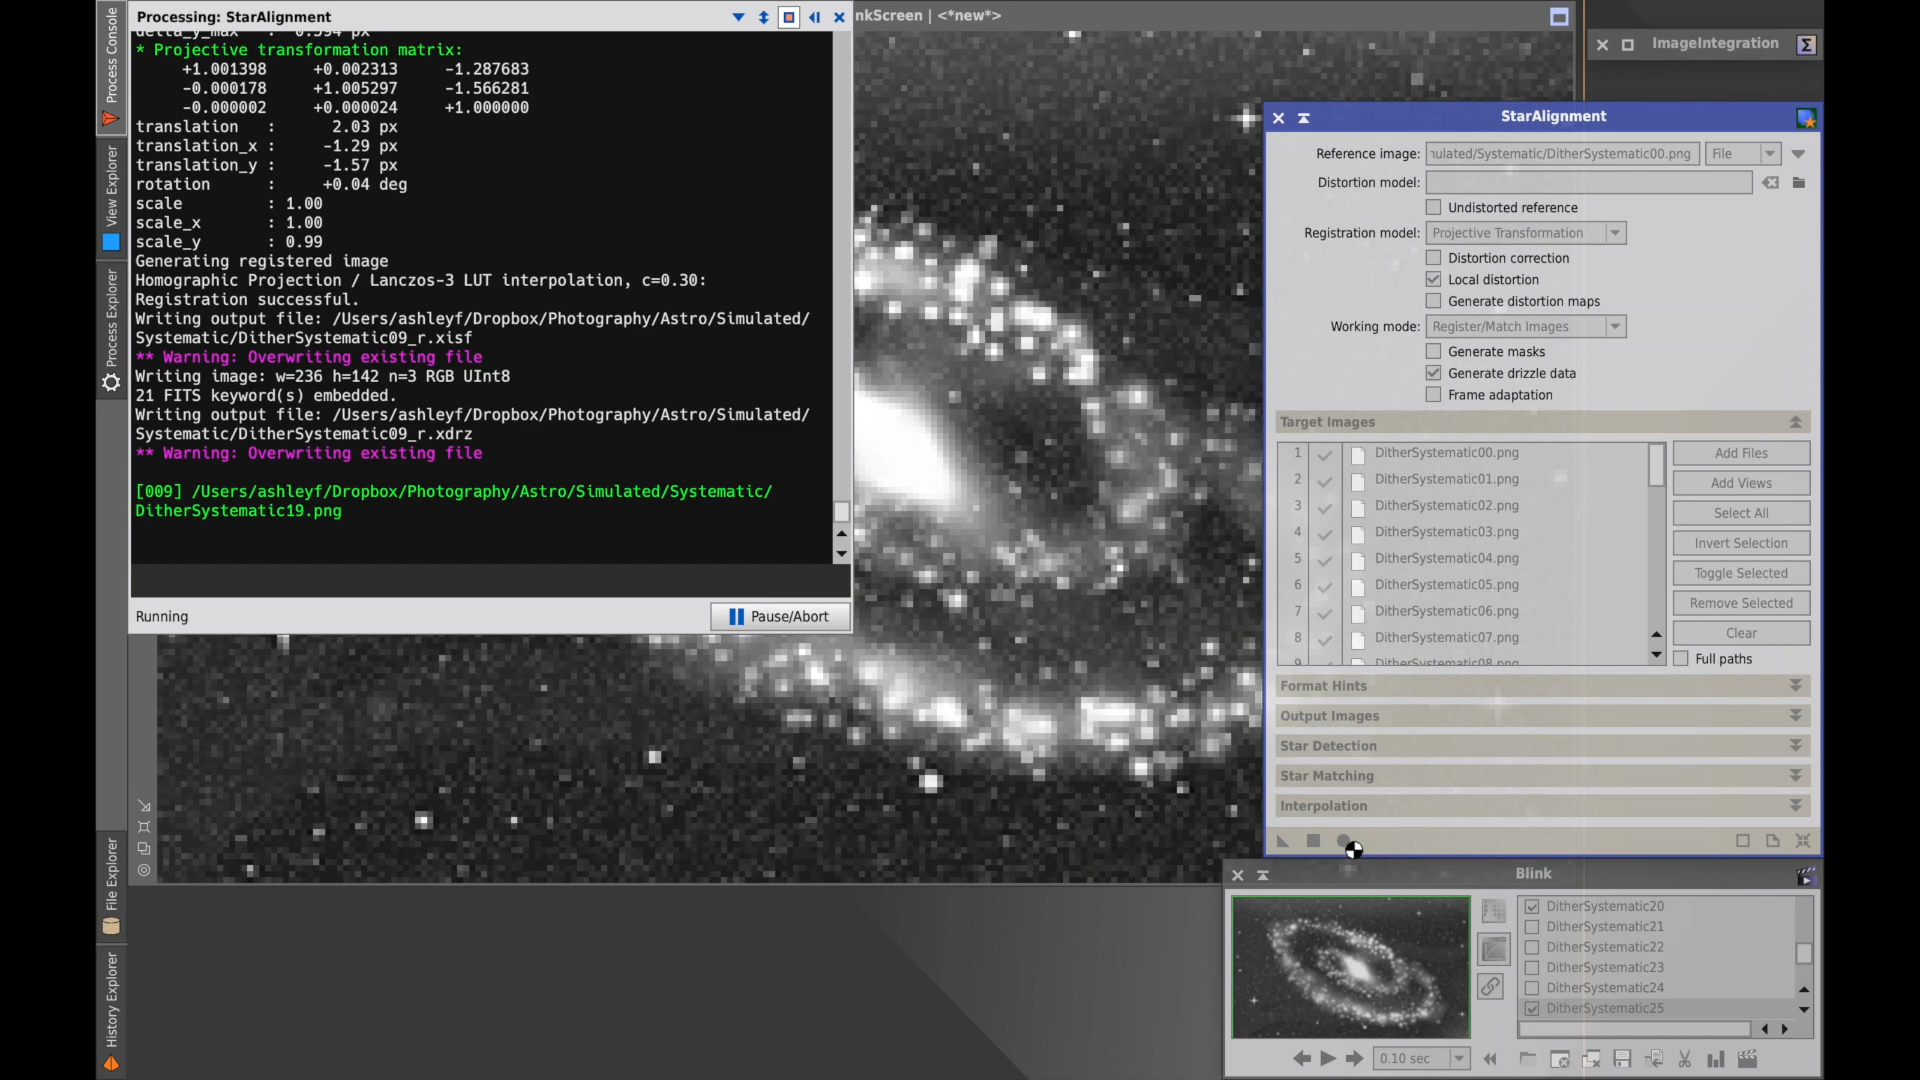 Processing: StarAlignment
nkScreen | <*new*>
ImageIntegration
Process Console
View Explorer
Process Explorer
File Explorer
History Explorer
delta_y_max : 0.594 px
* Projective transformation matrix:
+1.001398 +0.002313 -1.287683
-0.000178 +1.005297 -1.566281
-0.000002 +0.000024 +1.000000
translation : 2.03 px
translation_x : -1.29 px
translation_y : -1.57 px
rotation : +0.04 deg
scale : 1.00
scale_x : 1.00
scale_y : 0.99
Generating registered image
Homographic Projection / Lanczos-3 LUT interpolation, c=0.30:
Registration successful.
Writing output file: /Users/ashleyf/Dropbox/Photography/Astro/Simulated/
Systematic/DitherSystematic09_r.xisf
** Warning: Overwriting existing file
Writing image: w=236 h=142 n=3 RGB UInt8
21 FITS keyword(s) embedded.
Writing output file: /Users/ashleyf/Dropbox/Photography/Astro/Simulated/
Systematic/DitherSystematic09_r.xdrz
** Warning: Overwriting existing file
[009] /Users/ashleyf/Dropbox/Photography/Astro/Simulated/Systematic/
DitherSystematic19.png
Running
Pause/Abort
StarAlignment
Reference image: ıulated/Systematic/DitherSystematic00.png File
Distortion model:
Undistorted reference
Registration model: Projective Transformation
Distortion correction
Local distortion
Generate distortion maps
Working mode: Register/Match Images
Generate masks
Generate drizzle data
Frame adaptation
Target Images
1 DitherSystematic00.png
2 DitherSystematic01.png
3 DitherSystematic02.png
4 DitherSystematic03.png
5 DitherSystematic04.png
6 DitherSystematic05.png
7 DitherSystematic06.png
8 DitherSystematic07.png
9 DitherSystematic08.png
Add Files
Add Views
Select All
Invert Selection
Toggle Selected
Remove Selected
Clear
Full paths
Format Hints
Output Images
Star Detection
Star Matching
Interpolation
Blink
DitherSystematic20
DitherSystematic21
DitherSystematic22
DitherSystematic23
DitherSystematic24
DitherSystematic25
0.10 sec